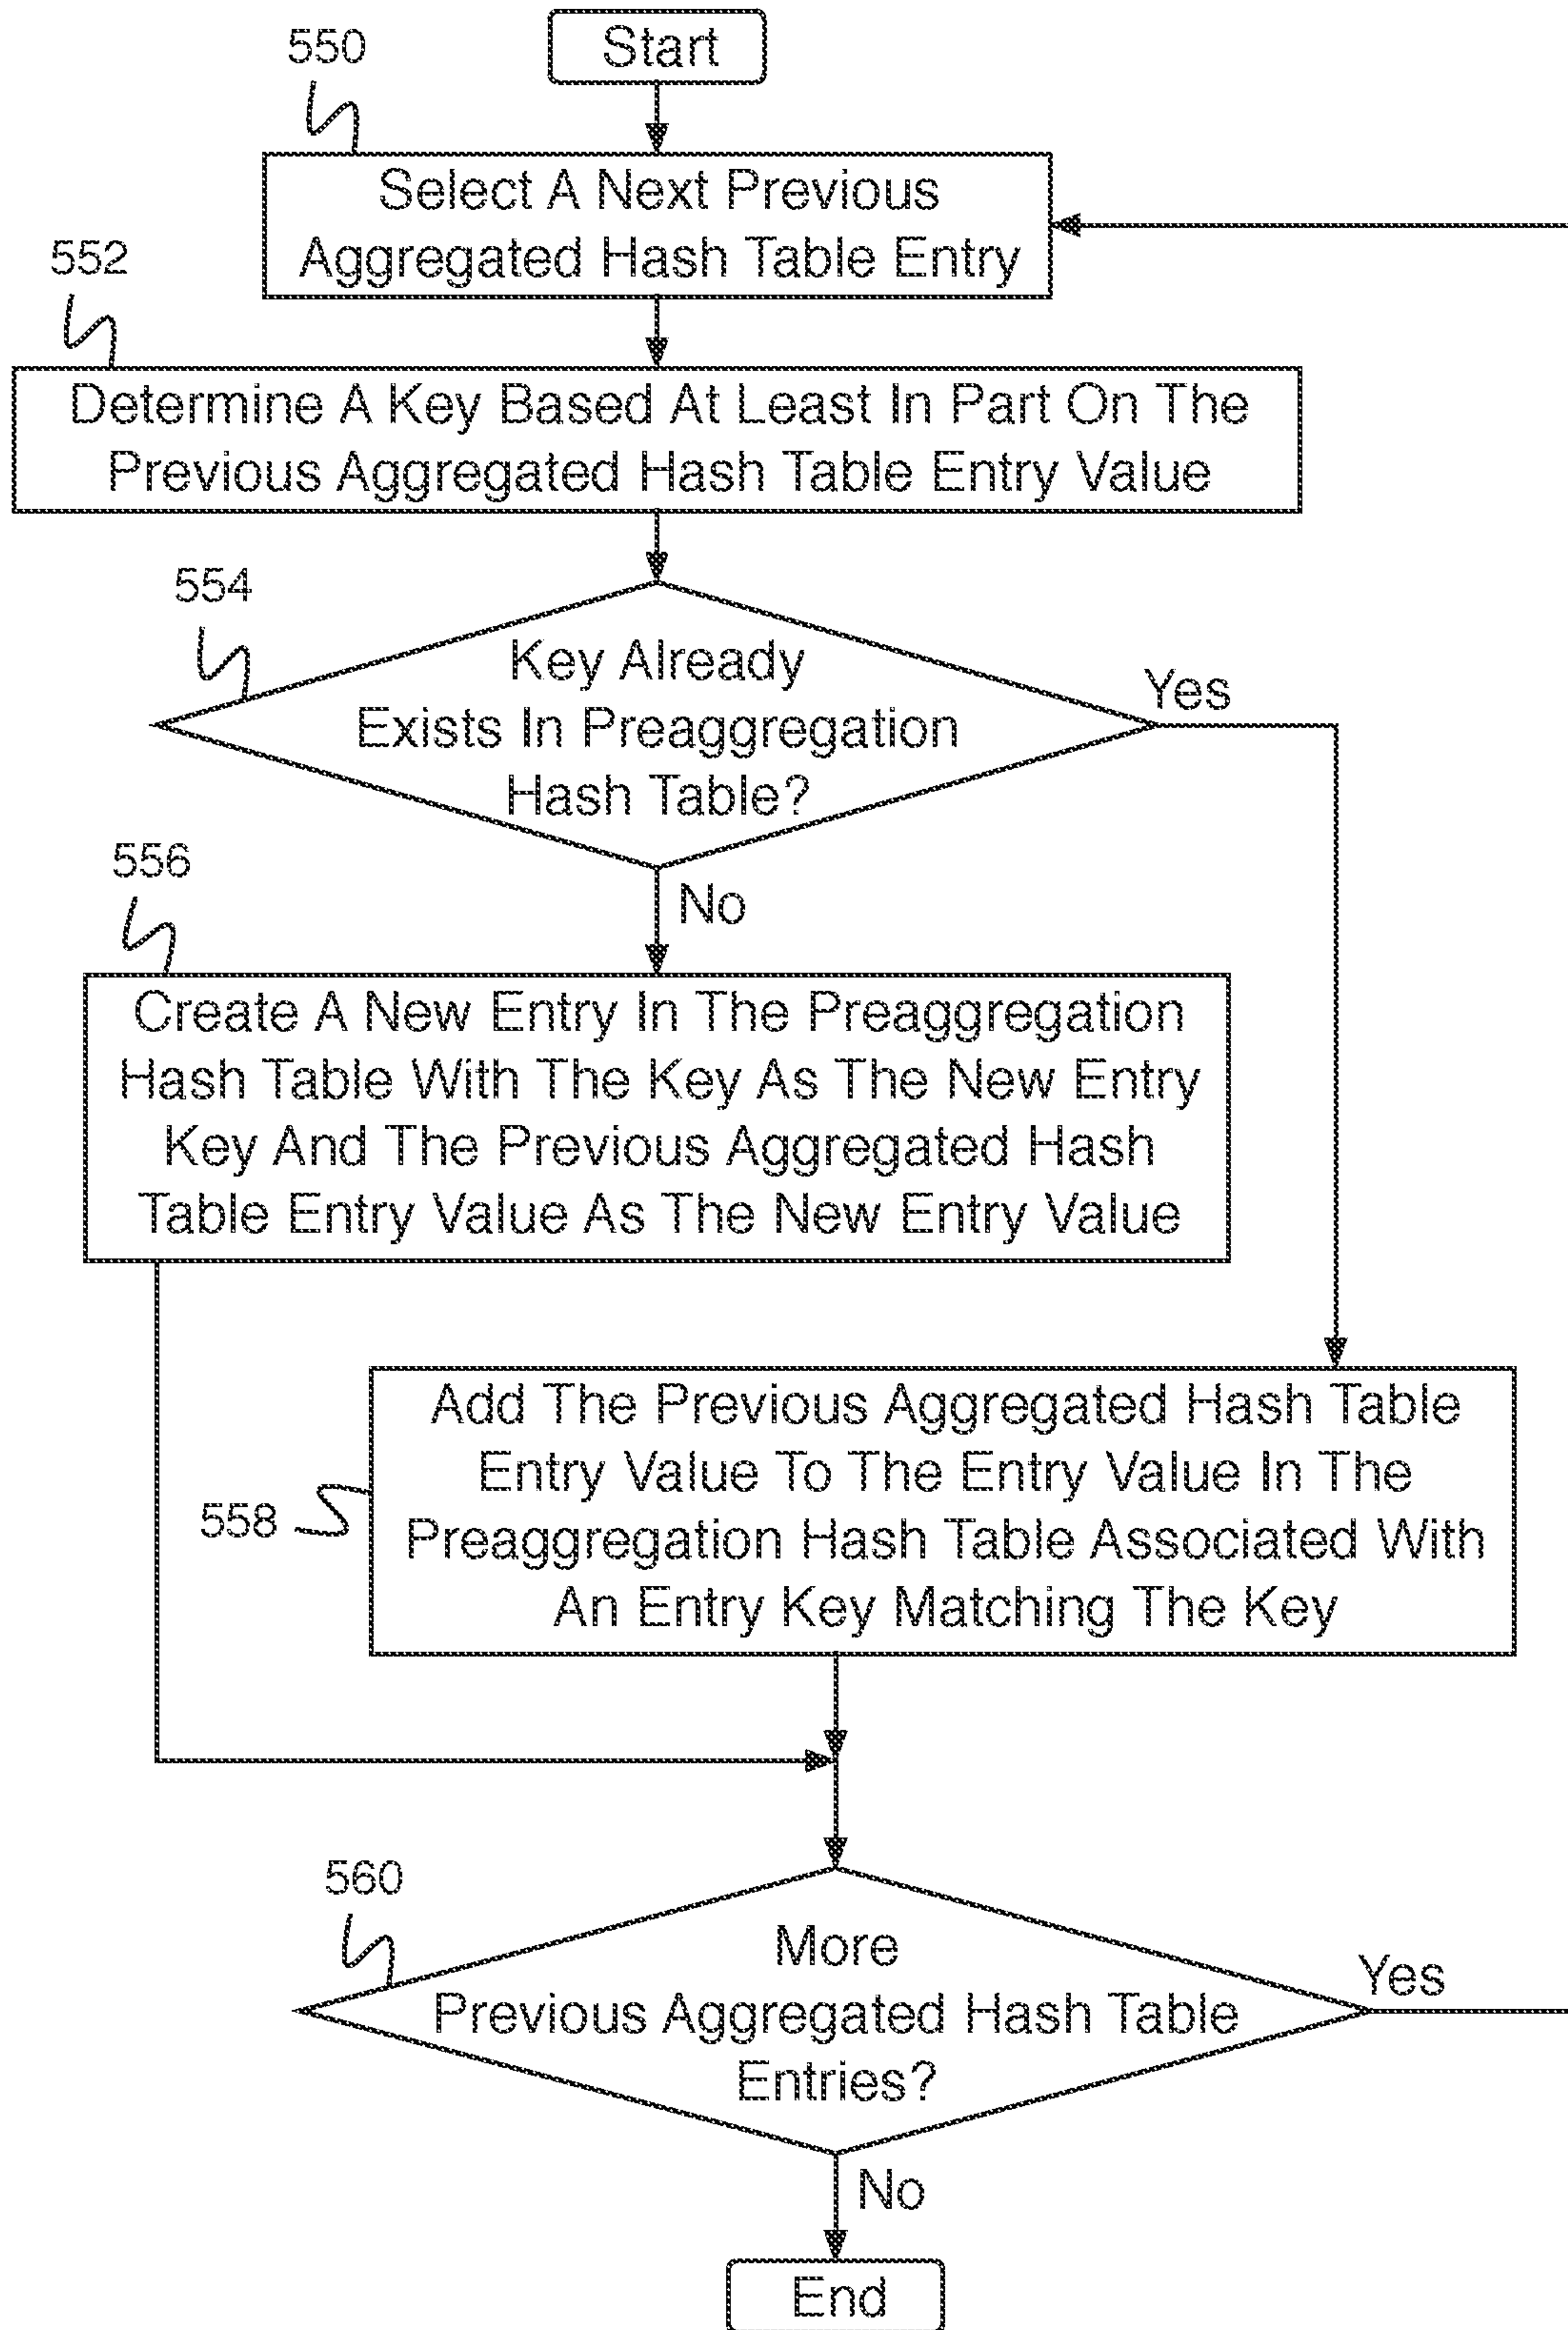 550
Start
Select A Next Previous
Aggregated Hash Table Entry
552
Determine A Key Based At Least In Part On The
Previous Aggregated Hash Table Entry Value
554
Key Already
Exists In Preaggregation
Hash Table?
Yes
No
556
Create A New Entry In The Preaggregation
Hash Table With The Key As The New Entry
Key And The Previous Aggregated Hash
Table Entry Value As The New Entry Value
558
Add The Previous Aggregated Hash Table
Entry Value To The Entry Value In The
Preaggregation Hash Table Associated With
An Entry Key Matching The Key
560
More
Previous Aggregated Hash Table
Entries?
Yes
No
End